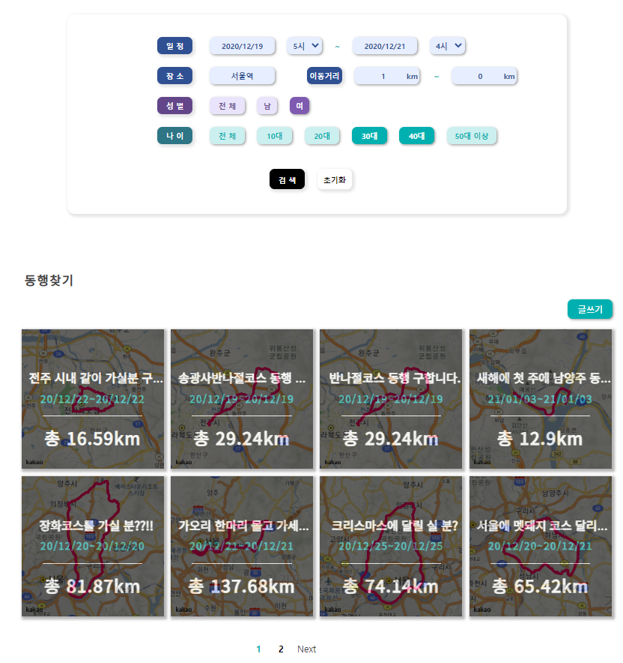 일 정 2020/12/19 5시 ~ 2020/12/21 4시
장 소 서울역 이동거리 1 km ~ 0 km
성 별 전 체 남 여
나 이 전 체 10대 20대 30대 40대 50대 이상
검 색 초기화
동행찾기
글쓰기
전주 시내 같이 가실분 구...
20/12/22~20/12/22
총 16.59km
kakao
송광사반나절코스 동행 ...
20/12/19~20/12/19
총 29.24km
kakao
반나절코스 동행 구합니다.
20/12/19~20/12/19
총 29.24km
kakao
새해에 첫 주에 남양주 동...
21/01/03~21/01/03
총 12.9km
kakao
장화코스를 가실 분??!!
20/12/20~20/12/20
총 81.87km
kakao
가오리 한마리 몰고 가세...
20/12/21~20/12/21
총 137.68km
kakao
크리스마스에 달릴 실 분?
20/12/25~20/12/25
총 74.14km
kakao
서울에 멧돼지 코스 달리...
20/12/20~20/12/21
총 65.42km
kakao
1 2 Next